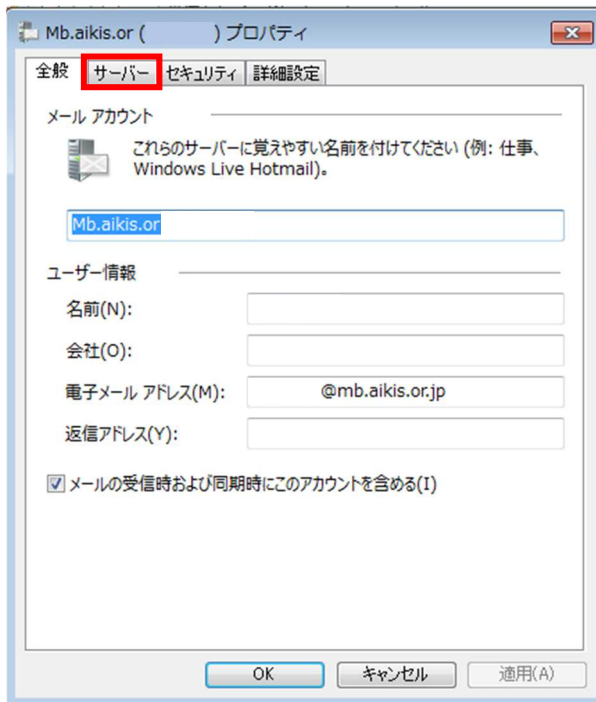 Mb.aikis.or ( ) プロパティ
全般 サーバー セキュリティ 詳細設定
メール アカウント
これらのサーバーに覚えやすい名前を付けてください (例: 仕事、
Windows Live Hotmail)。
Mb.aikis.or
ユーザー情報
名前(N):
会社(O):
電子メール アドレス(M): @mb.aikis.or.jp
返信アドレス(Y):
メールの受信時および同期時にこのアカウントを含める(I)
OK キャンセル 適用(A)